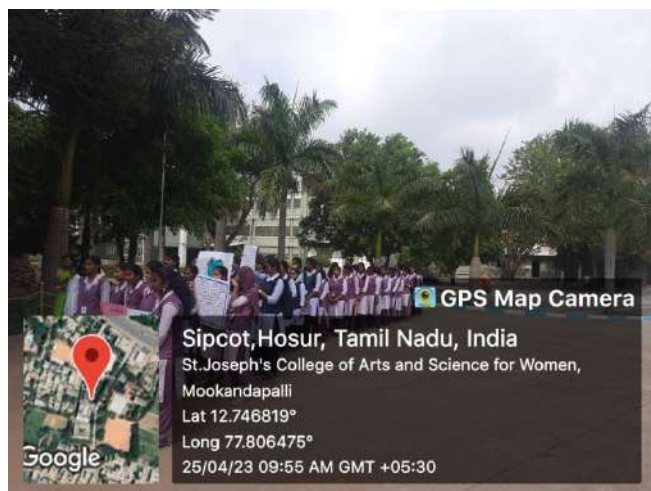 GPS Map Camera
Sipcot,Hosur, Tamil Nadu, India
St.Joseph's College of Arts and Science for Women,
Mookandapalli
Lat 12.746819°
Long 77.806475°
25/04/23 09:55 AM GMT +05:30
Google